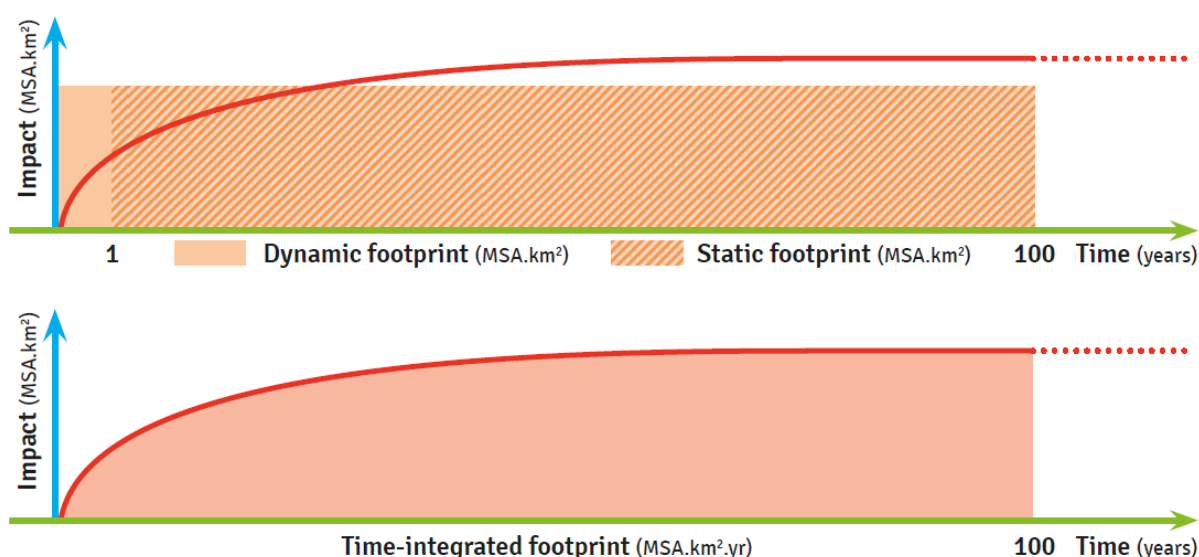 Impact (MSA.km²)
1 Dynamic footprint (MSA.km²) Static footprint (MSA.km²) 100 Time (years)
Impact (MSA.km²)
Time-integrated footprint (MSA.km².yr) 100 Time (years)